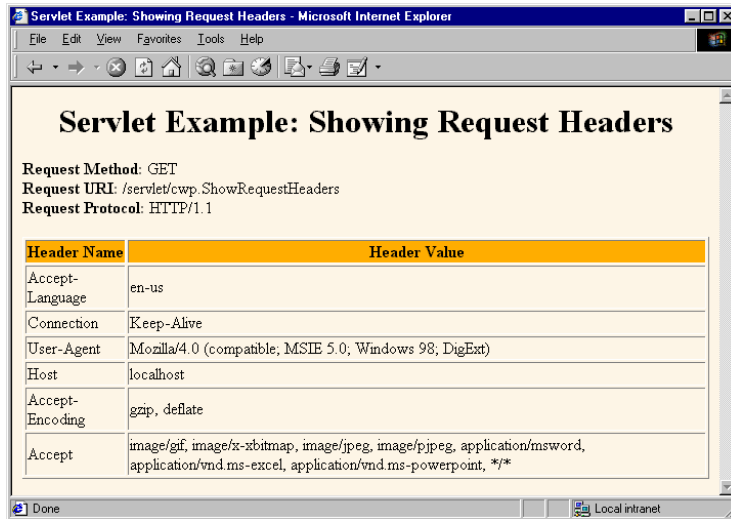 Servlet Example: Showing Request Headers - Microsoft Internet Explorer
File Edit View Favorites Tools Help
Servlet Example: Showing Request Headers
Request Method: GET
Request URI: /servlet/cwp.ShowRequestHeaders
Request Protocol: HTTP/1.1
Header Name Header Value
Accept-
Language
en-us
Connection Keep-Alive
User-Agent Mozilla/4.0 (compatible; MSIE 5.0; Windows 98; DigExt)
Host localhost
Accept-
Encoding
gzip, deflate
Accept
image/gif, image/x-xbitmap, image/jpeg, image/pjpeg, application/msword,
application/vnd.ms-excel, application/vnd.ms-powerpoint, */*
Done Local intranet